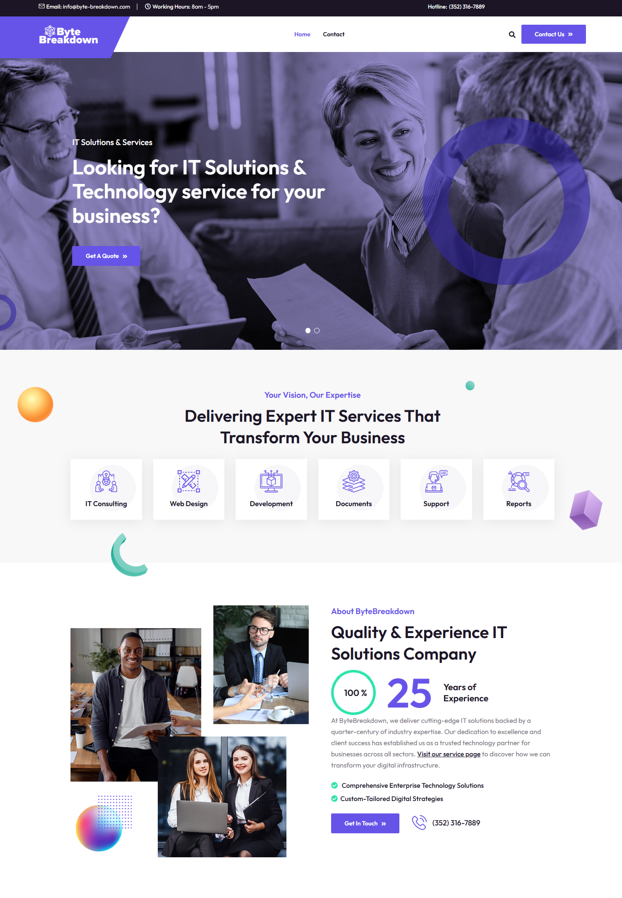 Email: info@byte-breakdown.com
Working Hours: 8am - 5pm
Hotline: (352) 316-7889
Byte
Breakdown
Home
Contact
Contact Us
IT Solutions & Services
Looking for IT Solutions &
Technology service for your
business?
Get A Quote
Your Vision, Our Expertise
Delivering Expert IT Services That
Transform Your Business
IT Consulting
Web Design
Development
Documents
Support
Reports
About ByteBreakdown
Quality & Experience IT
Solutions Company
100 %
25
Years of
Experience
At ByteBreakdown, we deliver cutting-edge IT solutions backed by a
quarter-century of industry expertise. Our dedication to excellence and
client success has established us as a trusted technology partner for
businesses across all sectors. Visit our service page to discover how we can
transform your digital infrastructure.
Comprehensive Enterprise Technology Solutions
Custom-Tailored Digital Strategies
Get In Touch
(352) 316-7889